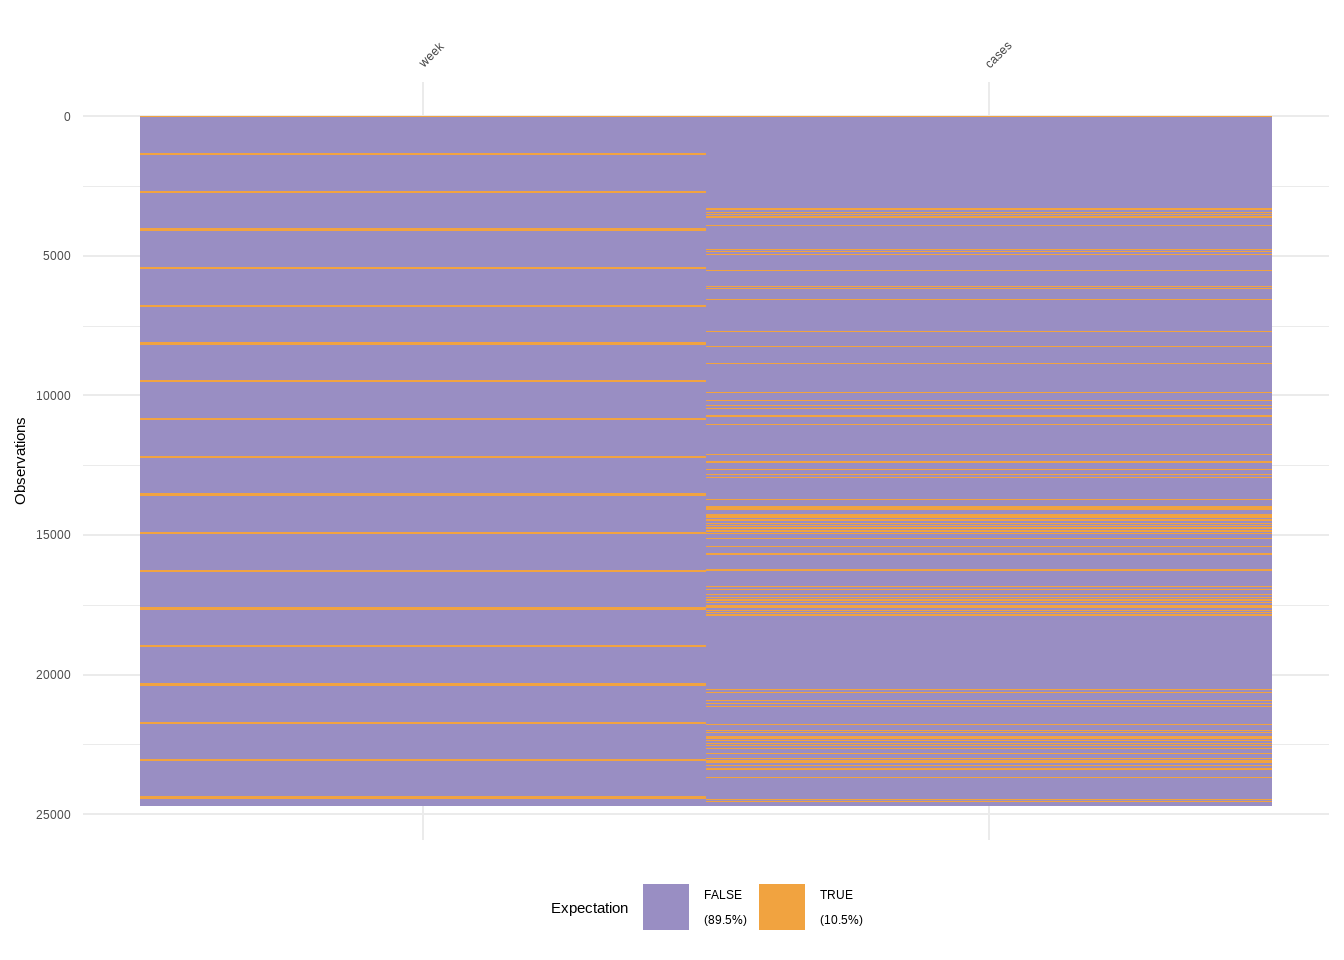 week
cases
0
5000
10000
15000
20000
25000
Observations
Expectation
FALSE
(89.5%)
TRUE
(10.5%)